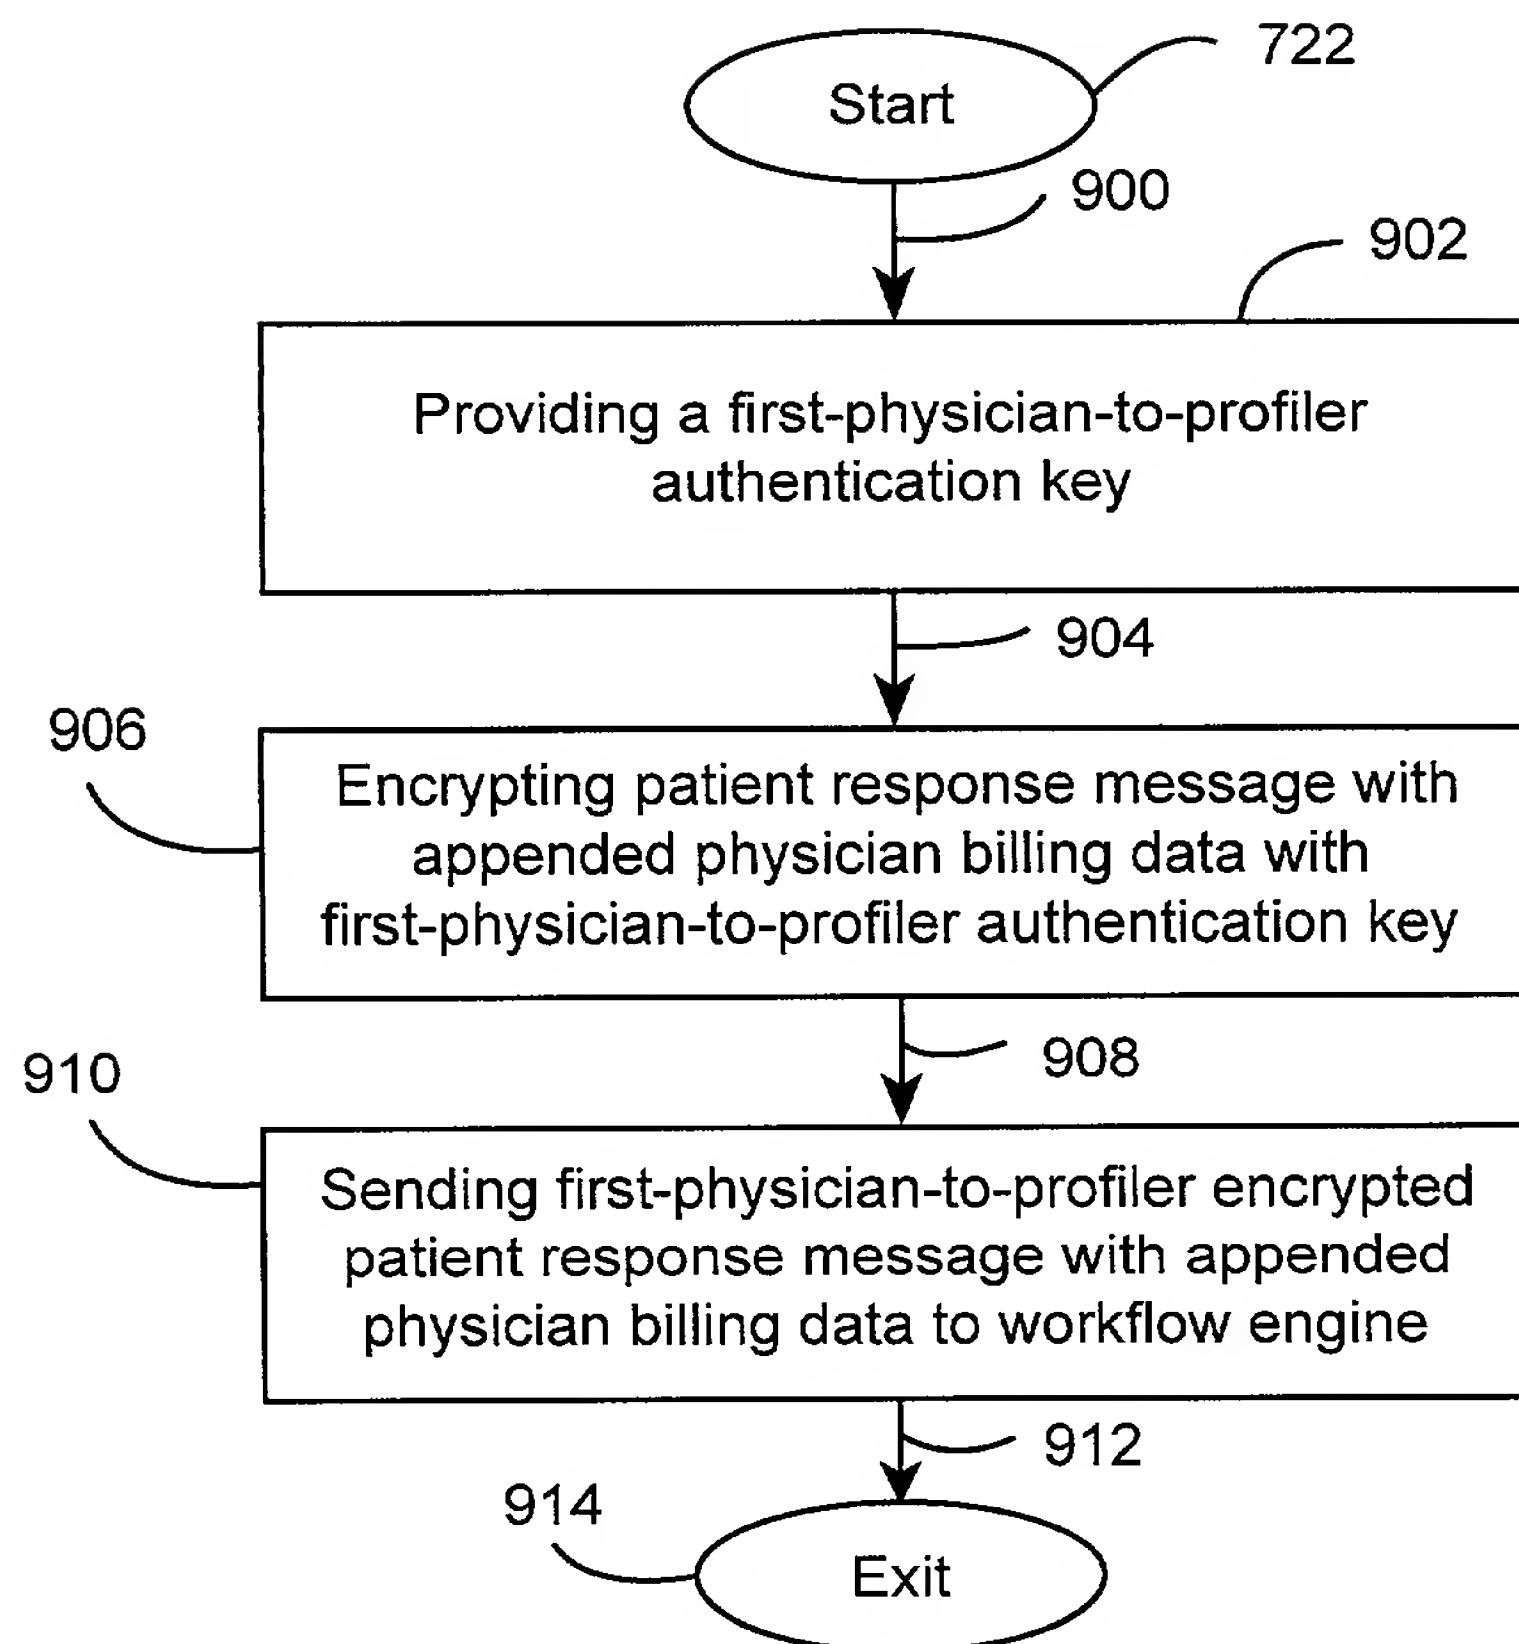 722
Start
900
902
Providing a first-physician-to-profiler
authentication key
904
906
Encrypting patient response message with
appended physician billing data with
first-physician-to-profiler authentication key
908
910
Sending first-physician-to-profiler encrypted
patient response message with appended
physician billing data to workflow engine
912
914
Exit